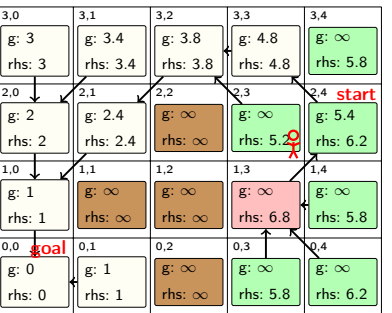 3,0 3,1 3,2 3,3 3,4
g: 3 g: 3.4 g: 3.8 g: 4.8 g: ∞
rhs: 3 rhs: 3.4 rhs: 3.8 rhs: 4.8 rhs: 5.8
2,0 2,1 2,2 2,3 2,4 start
g: 2 g: 2.4 g: ∞ g: ∞ g: 5.4
rhs: 2 rhs: 2.4 rhs: ∞ rhs: 5.2 rhs: 6.2
1,0 1,1 1,2 1,3 1,4
g: 1 g: ∞ g: ∞ g: ∞ g: ∞
rhs: 1 rhs: ∞ rhs: ∞ rhs: 6.8 rhs: 5.8
0,0 goal 0,1 0,2 0,3 0,4
g: 0 g: 1 g: ∞ g: ∞ g: ∞
rhs: 0 rhs: 1 rhs: ∞ rhs: 5.8 rhs: 6.2